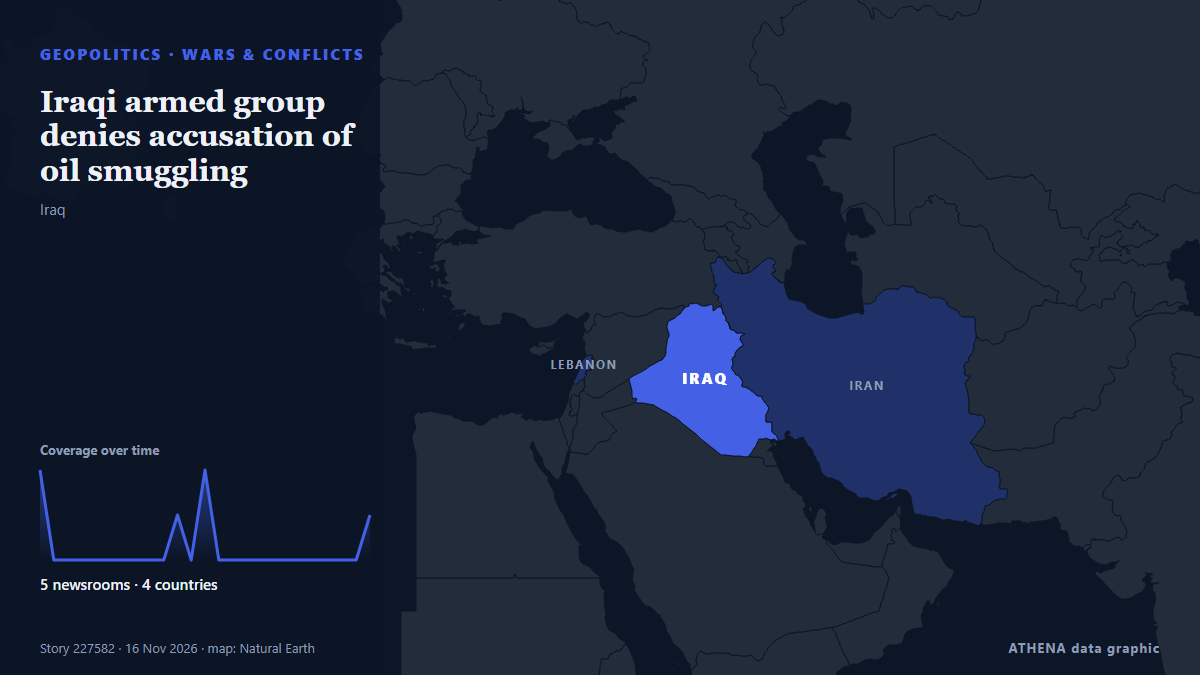 GEOPOLITICS · WARS & CONFLICTS
Iraqi armed group
denies accusation of
oil smuggling
Iraq
LEBANON
IRAQ
IRAN
Coverage over time
5 newsrooms · 4 countries
Story 227582 · 16 Nov 2026 · map: Natural Earth
ATHENA data graphic